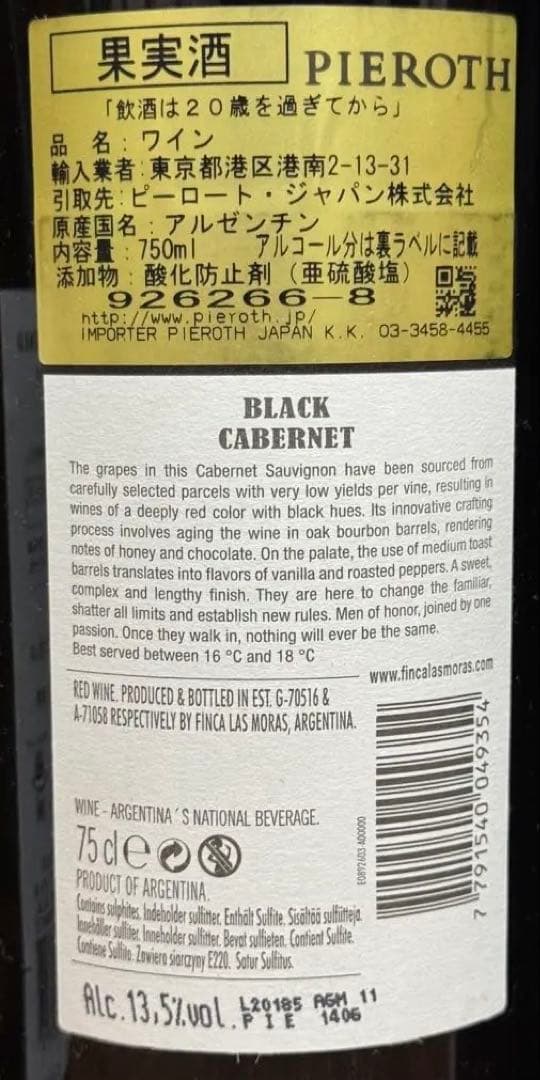 果実酒
PIEROTH
「飲酒は20歳を過ぎてから」
品 名：ワイン
輸入業者：東京都港区港南2-13-31
引取先：ピーロート・ジャパン株式会社
原産国名：アルゼンチン
内容量：750ml アルコール分は裏ラベルに記載
添加物：酸化防止剤（亜硫酸塩）
926266-8
http://www.pieroth.jp/
IMPORTER PIEROTH JAPAN K.K. 03-3458-4455
BLACK
CABERNET
The grapes in this Cabernet Sauvignon have been sourced from
carefully selected parcels with very low yields per vine, resulting in
wines of a deeply red color with black hues. Its innovative crafting
process involves aging the wine in oak bourbon barrels, rendering
notes of honey and chocolate. On the palate, the use of medium toast
barrels translates into flavors of vanilla and roasted peppers. A sweet,
complex and lengthy finish. They are here to change the familiar,
shatter all limits and establish new rules. Men of honor, joined by one
passion. Once they walk in, nothing will ever be the same.
Best served between 16 °C and 18 °C
www.fincalasmoras.com
RED WINE. PRODUCED & BOTTLED IN EST. G-70516 &
A-71058 RESPECTIVELY BY FINCA LAS MORAS, ARGENTINA.
WINE - ARGENTINA´S NATIONAL BEVERAGE.
75 cl e
PRODUCT OF ARGENTINA.
Contains sulphites. Indeholder sulfitter. Enthält Sulfite. Sisältää sulfiitteja.
Innehåller sulfiter. Inneholder sulfitter. Bevat sulfieten. Contient Sulfite.
Contiene Sulfito. Zawiera siarczyny E220. Satur Sulfitus.
Alc.13,5%vol.
L20185 AGM 11
PIE 1406
7 791540 049354